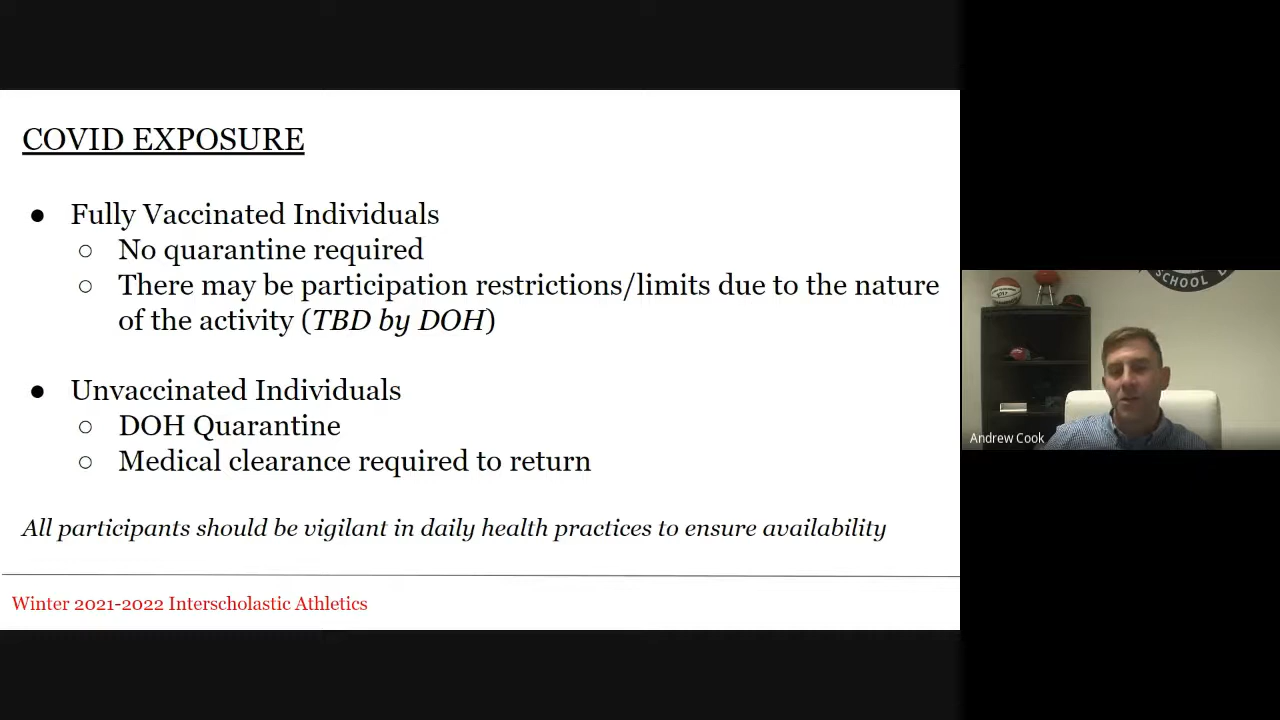 COVID EXPOSURE
● Fully Vaccinated Individuals
○ No quarantine required
○ There may be participation restrictions/limits due to the nature
of the activity (TBD by DOH)
● Unvaccinated Individuals
○ DOH Quarantine
○ Medical clearance required to return
All participants should be vigilant in daily health practices to ensure availability
Winter 2021-2022 Interscholastic Athletics
SCHOOL
Andrew Cook